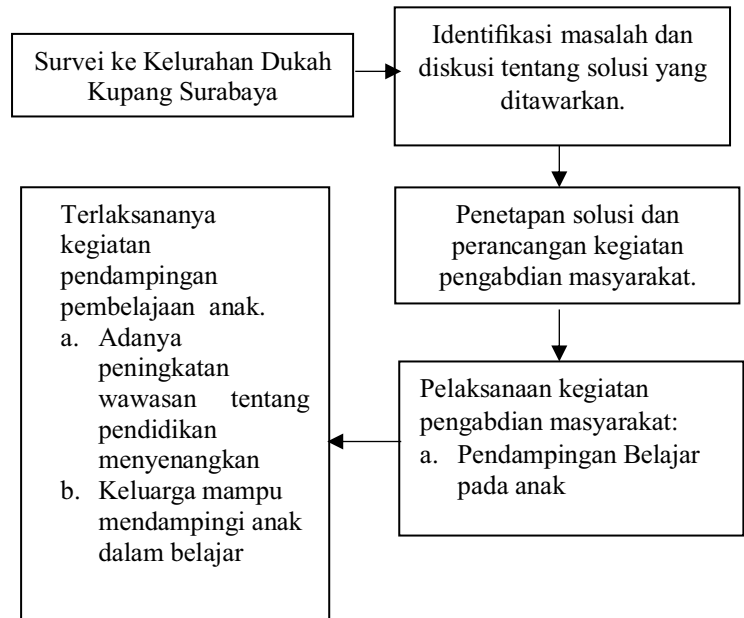 Survei ke Kelurahan Dukah
Kupang Surabaya
Identifikasi masalah dan
diskusi tentang solusi yang
ditawarkan.
Penetapan solusi dan
perancangan kegiatan
pengabdian masyarakat.
Pelaksanaan kegiatan
pengabdian masyarakat:
a. Pendampingan Belajar
pada anak
Terlaksananya
kegiatan
pendampingan
pembelajaan anak.
a. Adanya
peningkatan
wawasan tentang
pendidikan
menyenangkan
b. Keluarga mampu
mendampingi anak
dalam belajar